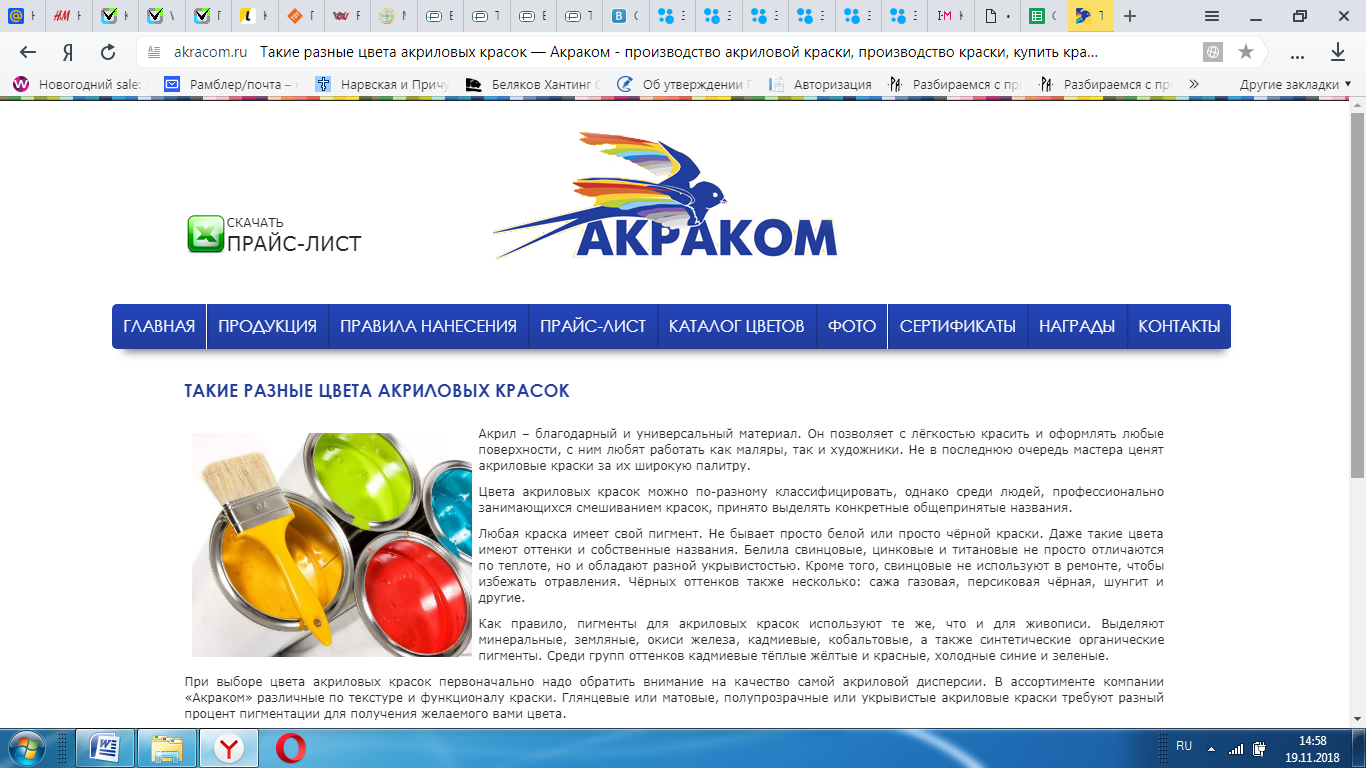 akracom.ru Такие разные цвета акриловых красок — Акраком - производство акриловой краски, производство краски, купить кра...
Новогодний sale: Рамблер/почта – Нарвская и Причу Беляков Хантинг Об утверждении Авторизация Разбираемся с пр Разбираемся с пр Другие закладки
АКРАКОМ
СКАЧАТЬ
ПРАЙС-ЛИСТ
ГЛАВНАЯ ПРОДУКЦИЯ ПРАВИЛА НАНЕСЕНИЯ ПРАЙС-ЛИСТ КАТАЛОГ ЦВЕТОВ ФОТО СЕРТИФИКАТЫ НАГРАДЫ КОНТАКТЫ
ТАКИЕ РАЗНЫЕ ЦВЕТА АКРИЛОВЫХ КРАСОК
Акрил – благодарный и универсальный материал. Он позволяет с лёгкостью красить и оформлять любые
поверхности, с ним любят работать как маляры, так и художники. Не в последнюю очередь мастера ценят
акриловые краски за их широкую палитру.
Цвета акриловых красок можно по-разному классифицировать, однако среди людей, профессионально
занимающихся смешиванием красок, принято выделять конкретные общепринятые названия.
Любая краска имеет свой пигмент. Не бывает просто белой или просто чёрной краски. Даже такие цвета
имеют оттенки и собственные названия. Белила свинцовые, цинковые и титановые не просто отличаются
по теплоте, но и обладают разной укрывистостью. Кроме того, свинцовые не используют в ремонте, чтобы
избежать отравления. Чёрных оттенков также несколько: сажа газовая, персиковая чёрная, шунгит и
другие.
Как правило, пигменты для акриловых красок используют те же, что и для живописи. Выделяют
минеральные, земляные, окиси железа, кадмиевые, кобальтовые, а также синтетические органические
пигменты. Среди групп оттенков кадмиевые тёплые жёлтые и красные, холодные синие и зеленые.
При выборе цвета акриловых красок первоначально надо обратить внимание на качество самой акриловой дисперсии. В ассортименте компании
«Акраком» различные по текстуре и функционалу краски. Глянцевые или матовые, полупрозрачные или укрывистые акриловые краски требуют разный
процент пигментации для получения желаемого вами цвета.
RU
14:58
19.11.2018